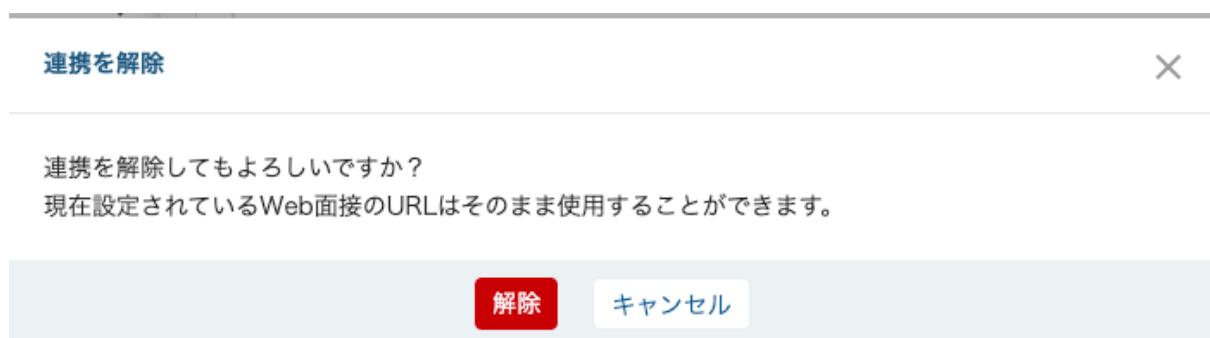 連携を解除
連携を解除してもよろしいですか？
現在設定されているWeb面接のURLはそのまま使用することができます。
解除
キャンセル